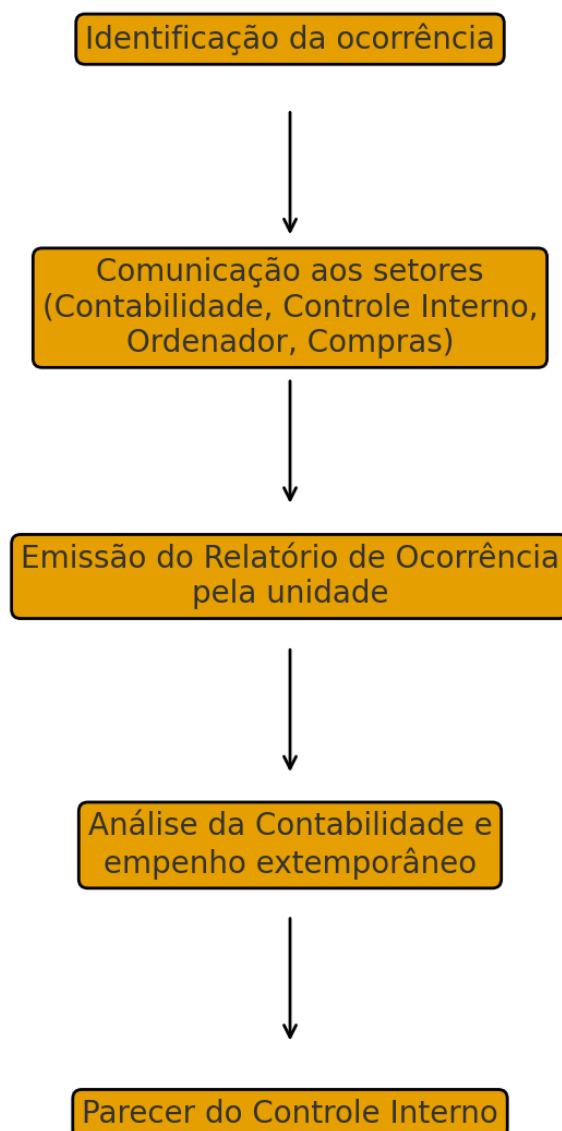 Identificação da ocorrência
Comunicação aos setores
(Contabilidade, Controle Interno,
Ordenador, Compras)
Emissão do Relatório de Ocorrência
pela unidade
Análise da Contabilidade e
empenho extemporâneo
Parecer do Controle Interno